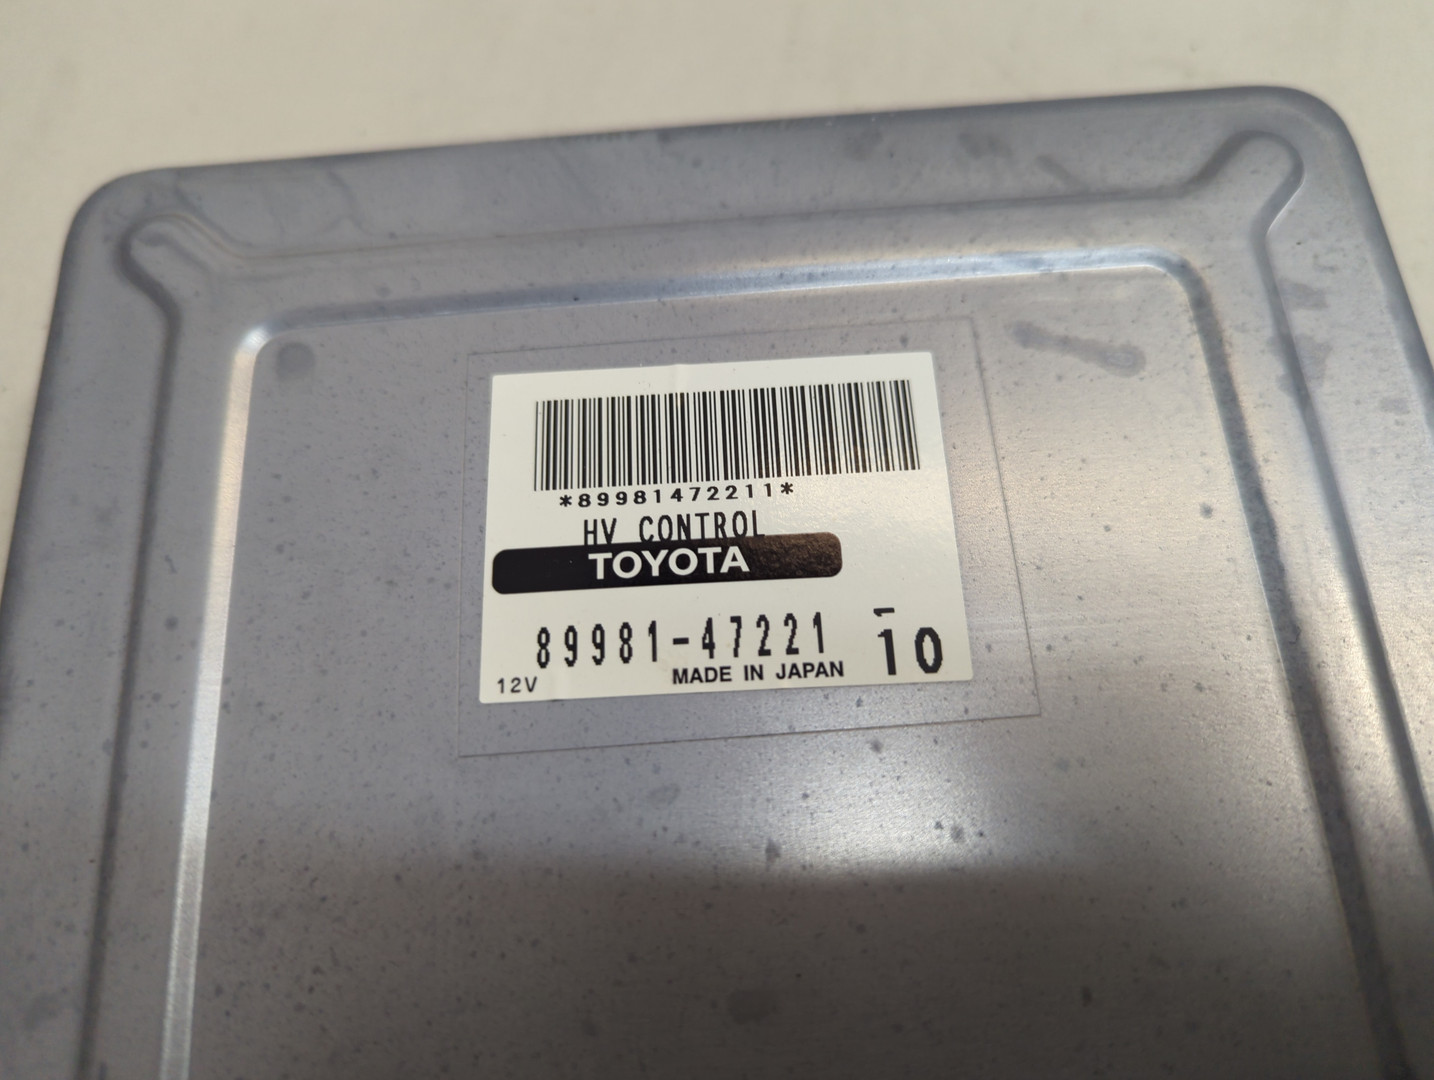 *89981472211*
HV CONTROL
TOYOTA
89981-47221
10
12V
MADE IN JAPAN